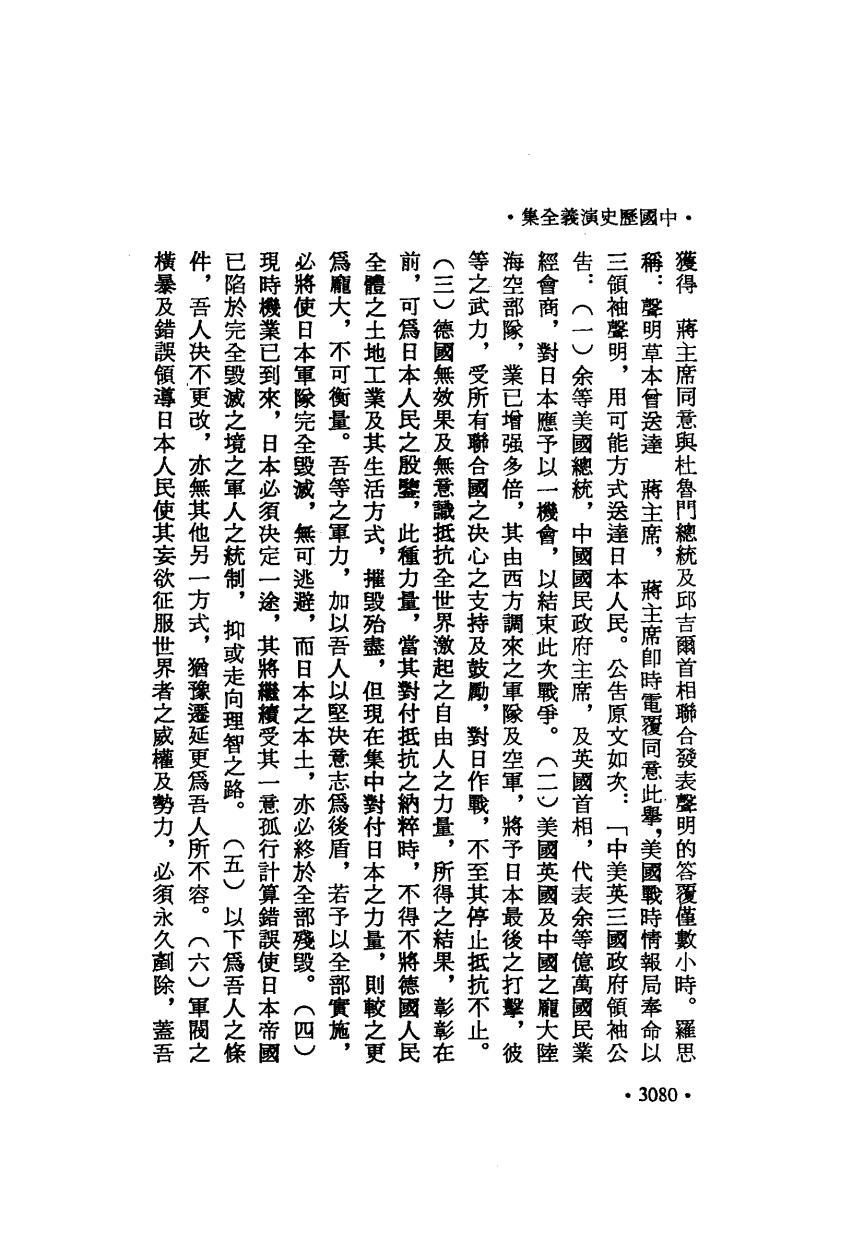 •中國歷史演義全集•
獲得　蔣主席同意與杜魯門總統及邱吉爾首相聯合發表聲明的答覆僅數小時。羅思
稱：聲明草本曾送達　蔣主席，　蔣主席卽時電覆同意此舉，美國戰時情報局奉命以
三領袖聲明，用可能方式送達日本人民。公告原文如次：「中美英三國政府領袖公
告：（一）余等美國總統，中國國民政府主席，及英國首相，代表余等億萬國民業
經會商，對日本應予以一機會，以結束此次戰爭。（二）美國英國及中國之龐大陸
海空部隊，業已增强多倍，其由西方調來之軍隊及空軍，將予日本最後之打擊，彼
等之武力，受所有聯合國之決心之支持及鼓勵，對日作戰，不至其停止抵抗不止。
（三）德國無效果及無意識抵抗全世界激起之自由人之力量，所得之結果，彰彰在
前，可爲日本人民之殷鑒，此種力量，當其對付抵抗之納粹時，不得不將德國人民
全體之土地工業及其生活方式，摧毀殆盡，但現在集中對付日本之力量，則較之更
爲龐大，不可衡量。吾等之軍力，加以吾人以堅決意志爲後盾，若予以全部實施，
必將使日本軍隊完全毀滅，無可逃避，而日本之本土，亦必終於全部殘毀。（四）
現時機業已到來，日本必須決定一途，其將繼續受其一意孤行計算錯誤使日本帝國
已陷於完全毀滅之境之軍人之統制，抑或走向理智之路。（五）以下爲吾人之條
件，吾人決不更改，亦無其他另一方式，猶豫遷延更爲吾人所不容。（六）軍閥之
橫暴及錯誤領導日本人民使其妄欲征服世界者之威權及勢力，必須永久剷除，蓋吾
•3080•